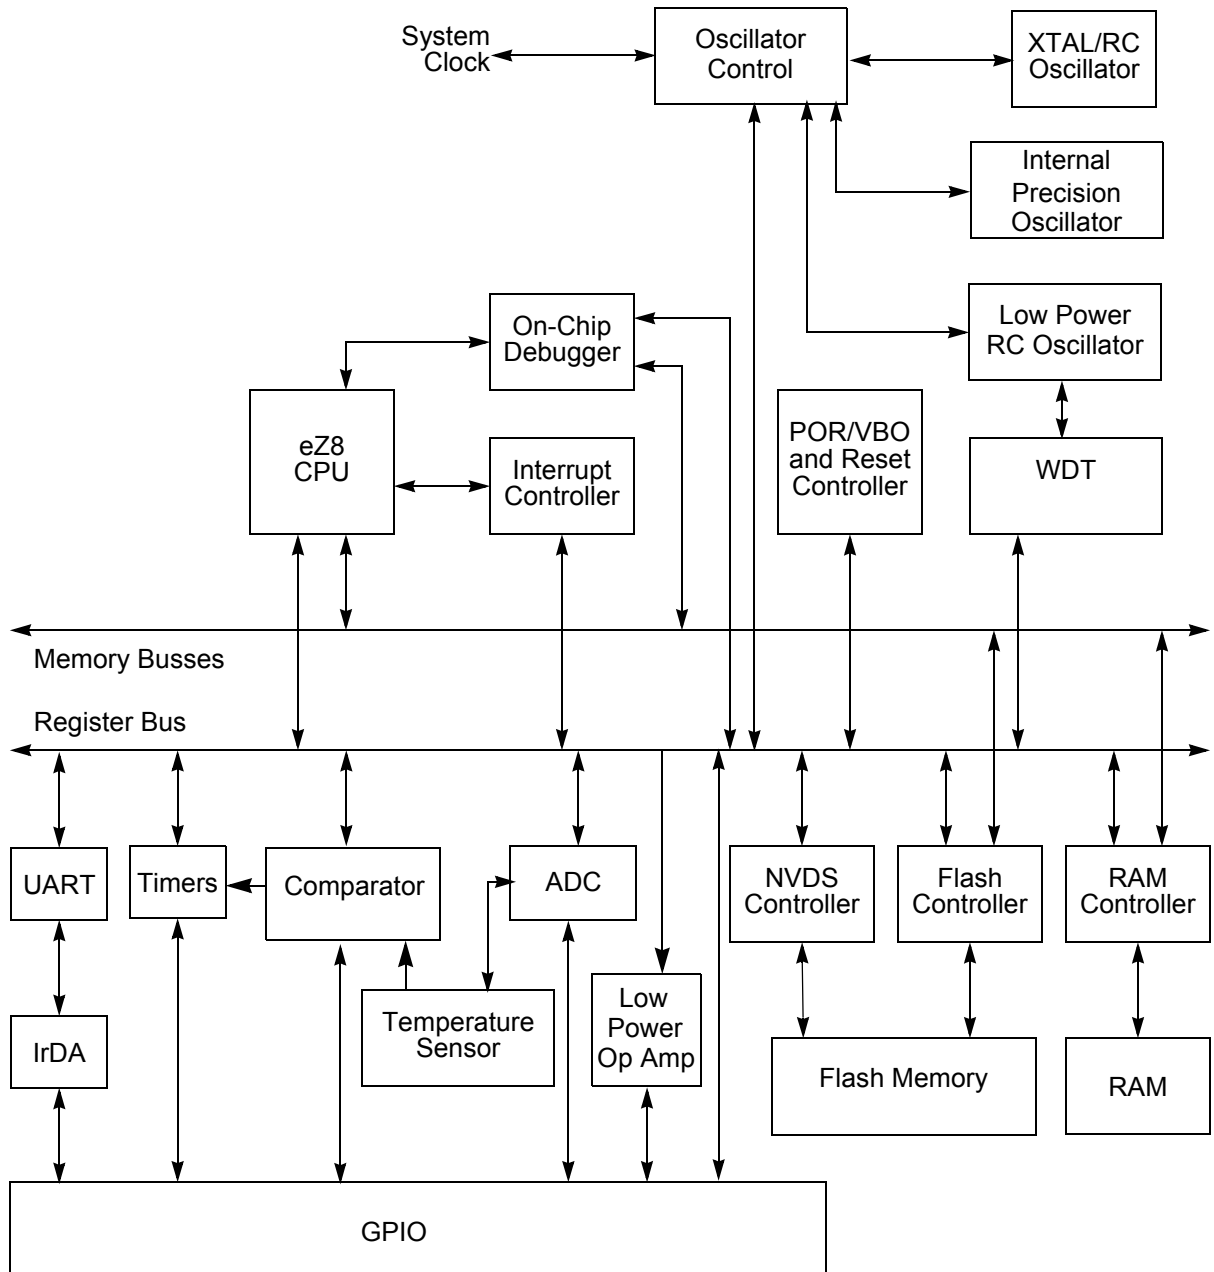 System
Clock
Oscillator
Control
XTAL/RC
Oscillator
Internal
Precision
Oscillator
Low Power
RC Oscillator
On-Chip
Debugger
eZ8
CPU
Interrupt
Controller
POR/VBO
and Reset
Controller
WDT
Memory Busses
Register Bus
UART
Timers
Comparator
ADC
NVDS
Controller
Flash
Controller
RAM
Controller
IrDA
Temperature
Sensor
Low
Power
Op Amp
Flash Memory
RAM
GPIO